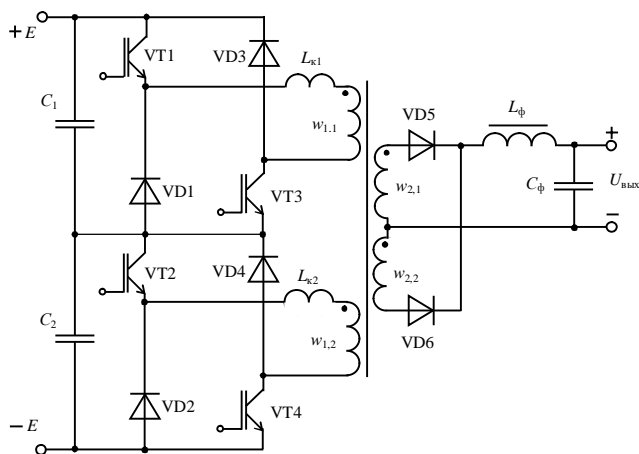 + E
VT1
VD3
Lк1
w1.1
C1
VD5
Lф
+
w2,1
Cф
Uвых
VD1
VT3
−
VT2
VD4
Lк2
w2,2
C2
w1,2
VD6
VD2
VT4
− E